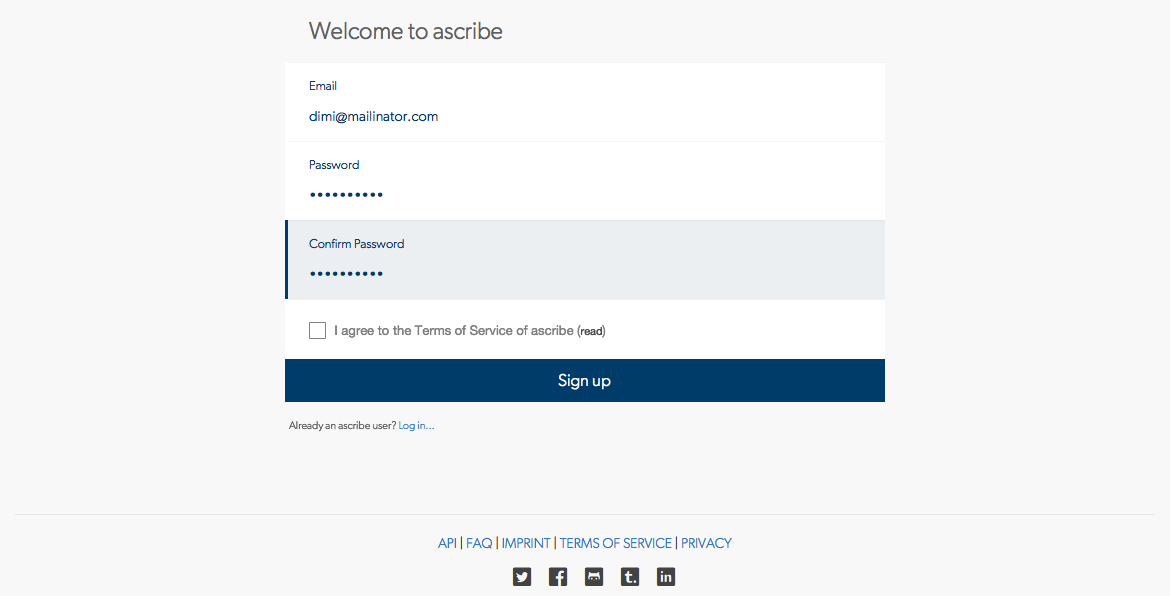 Welcome to ascribe
Email
dimi@mailinator.com
Password
••••••••••
Confirm Password
••••••••••
I agree to the Terms of Service of ascribe (read)
Sign up
Already an ascribe user? Log in...
API | FAQ | IMPRINT | TERMS OF SERVICE | PRIVACY